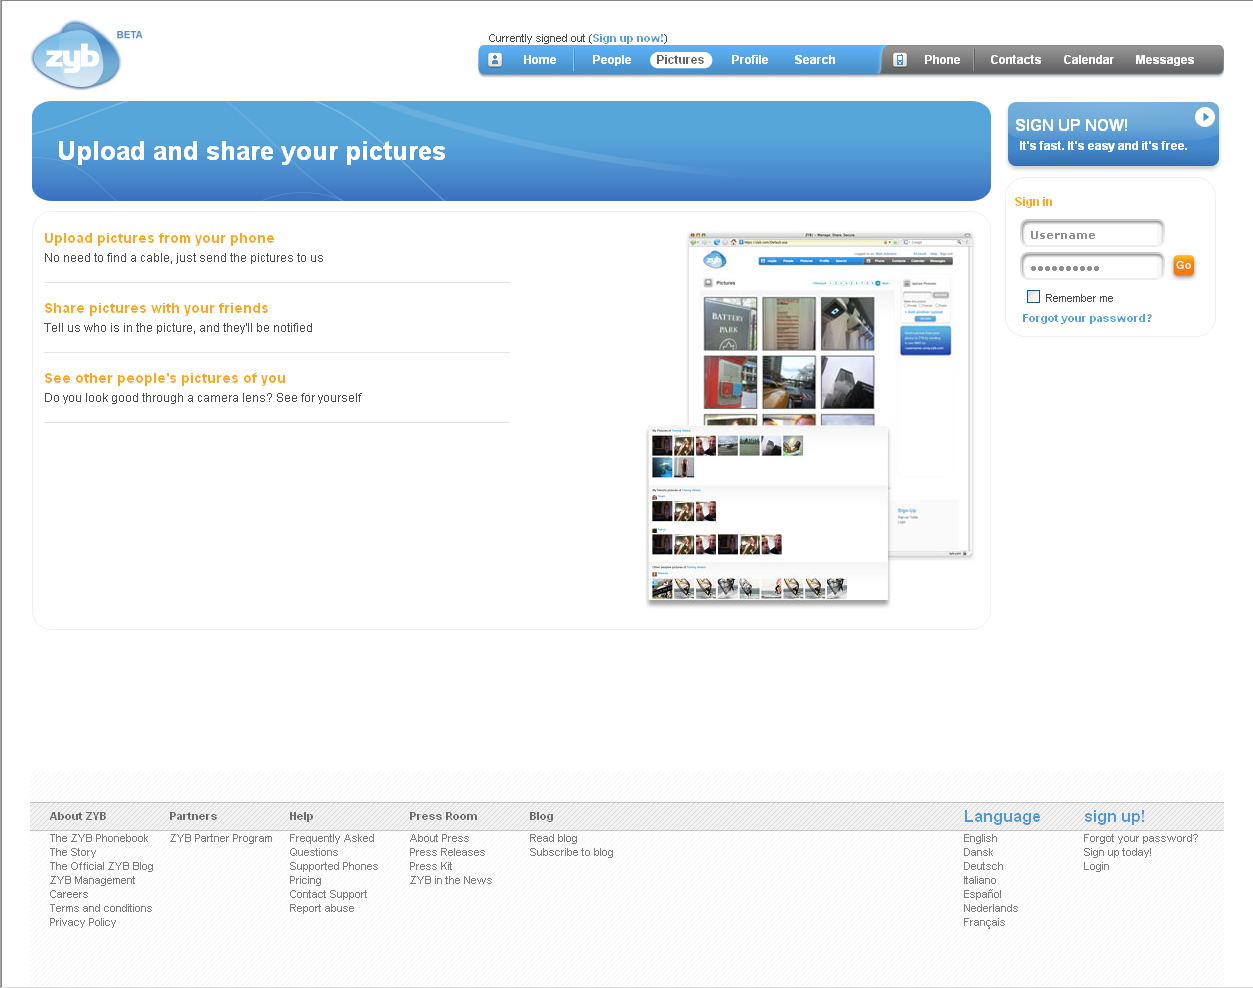 zyb
BETA
Currently signed out (Sign up now!)
Home People Pictures Profile Search Phone Contacts Calendar Messages
Upload and share your pictures
SIGN UP NOW!
It's fast. It's easy and it's free.
Sign in
Username
••••••••••
Go
Remember me
Forgot your password?
Upload pictures from your phone
No need to find a cable, just send the pictures to us
Share pictures with your friends
Tell us who is in the picture, and they'll be notified
See other people's pictures of you
Do you look good through a camera lens? See for yourself
zyb
Pictures
BATTERY
PARK
Sign Up
About ZYB
The ZYB Phonebook
The Story
The Official ZYB Blog
ZYB Management
Careers
Terms and conditions
Privacy Policy
Partners
ZYB Partner Program
Help
Frequently Asked
Questions
Supported Phones
Pricing
Contact Support
Report abuse
Press Room
About Press
Press Releases
Press Kit
ZYB in the News
Blog
Read blog
Subscribe to blog
Language
English
Dansk
Deutsch
Italiano
Español
Nederlands
Français
sign up!
Forgot your password?
Sign up today!
Login